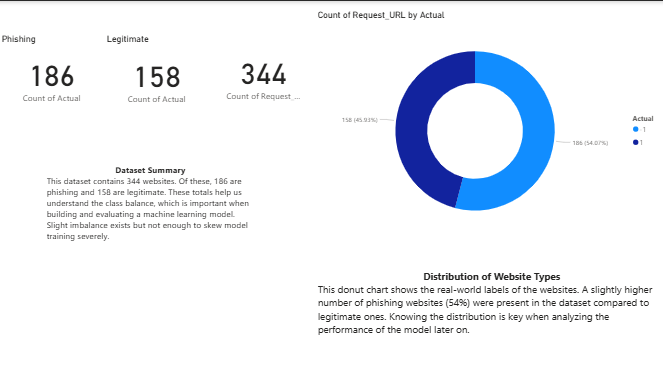 Phishing
186
Count of Actual
Legitimate
158
Count of Actual
344
Count of Request_...
Dataset Summary
This dataset contains 344 websites. Of these, 186 are
phishing and 158 are legitimate. These totals help us
understand the class balance, which is important when
building and evaluating a machine learning model.
Slight imbalance exists but not enough to skew model
training severely.
Count of Request_URL by Actual
158 (45.93%)
186 (54.07%)
Actual
1
1
Distribution of Website Types
This donut chart shows the real-world labels of the websites. A slightly higher
number of phishing websites (54%) were present in the dataset compared to
legitimate ones. Knowing the distribution is key when analyzing the
performance of the model later on.